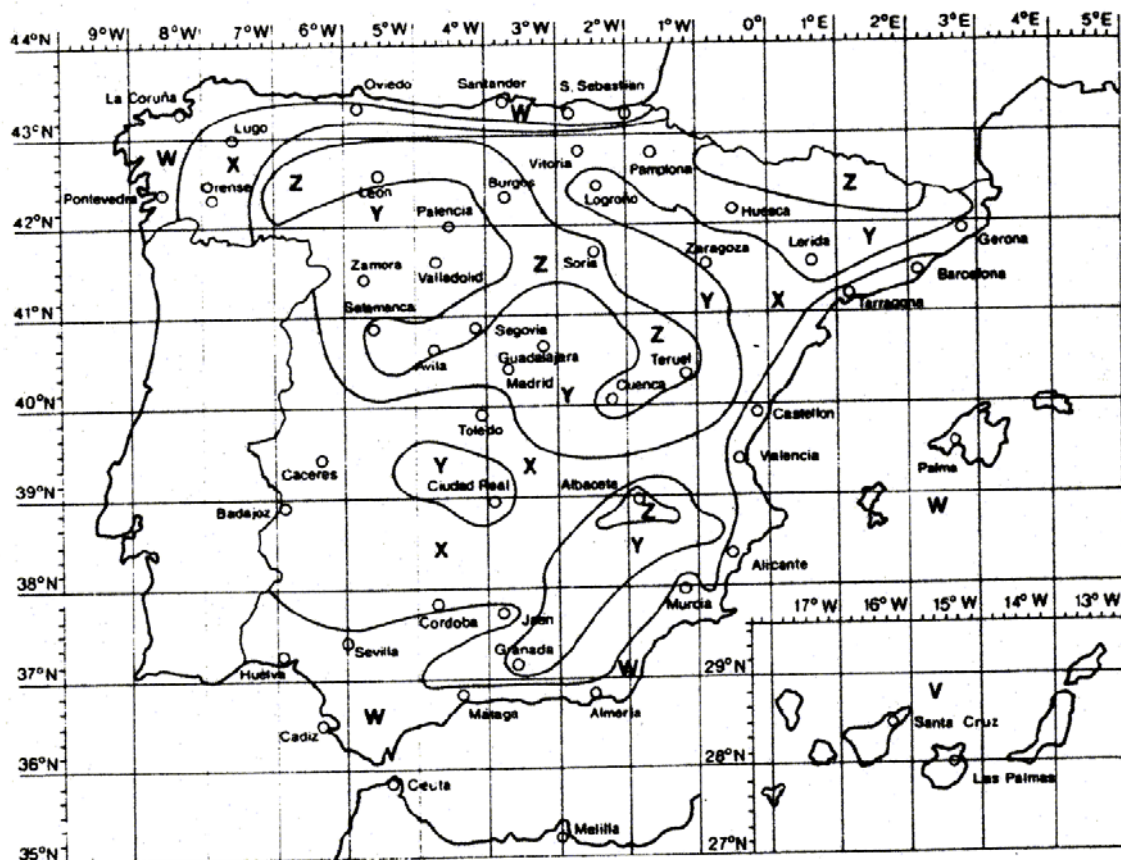 9°W 8°W 7°W 6°W 5°W 4°W 3°W 2°W 1°W 1°E 2°E 3°E 4°E 5°E
44°N
Oviedo
Santander
S. Sebastian
La Coruña
W
43°N
Lugo
W
X
Vitoria
Pamplona
Orense
Z
León
Burgos
Z
Pontevedra
Logroño
42°N
Y
Palencia
Huesca
Y
Gerona
Zaragoza
Lerida
Zamora
Valladolid
Z
Soria
Barcelona
Salamanca
Y
X
Tarragona
41°N
Segovia
Z
Avila
Guadalajara
Teruel
Madrid
Cuenca
Y
40°N
Toledo
Castellon
Palma
Caceres
Y
X
Valencia
Ciudad Real
Albacete
39°N
Badajoz
Z
W
X
Y
Alicante
38°N
Murcia
17°W 16°W 15°W 14°W 13°W
Cordoba
Jaen
Sevilla
Granada
37°N
Huelva
W
29°N
W
Malaga
Almeria
V
Cadiz
Santa Cruz
36°N
28°N
Ceuta
Las Palmas
Melilla
35°N
27°N